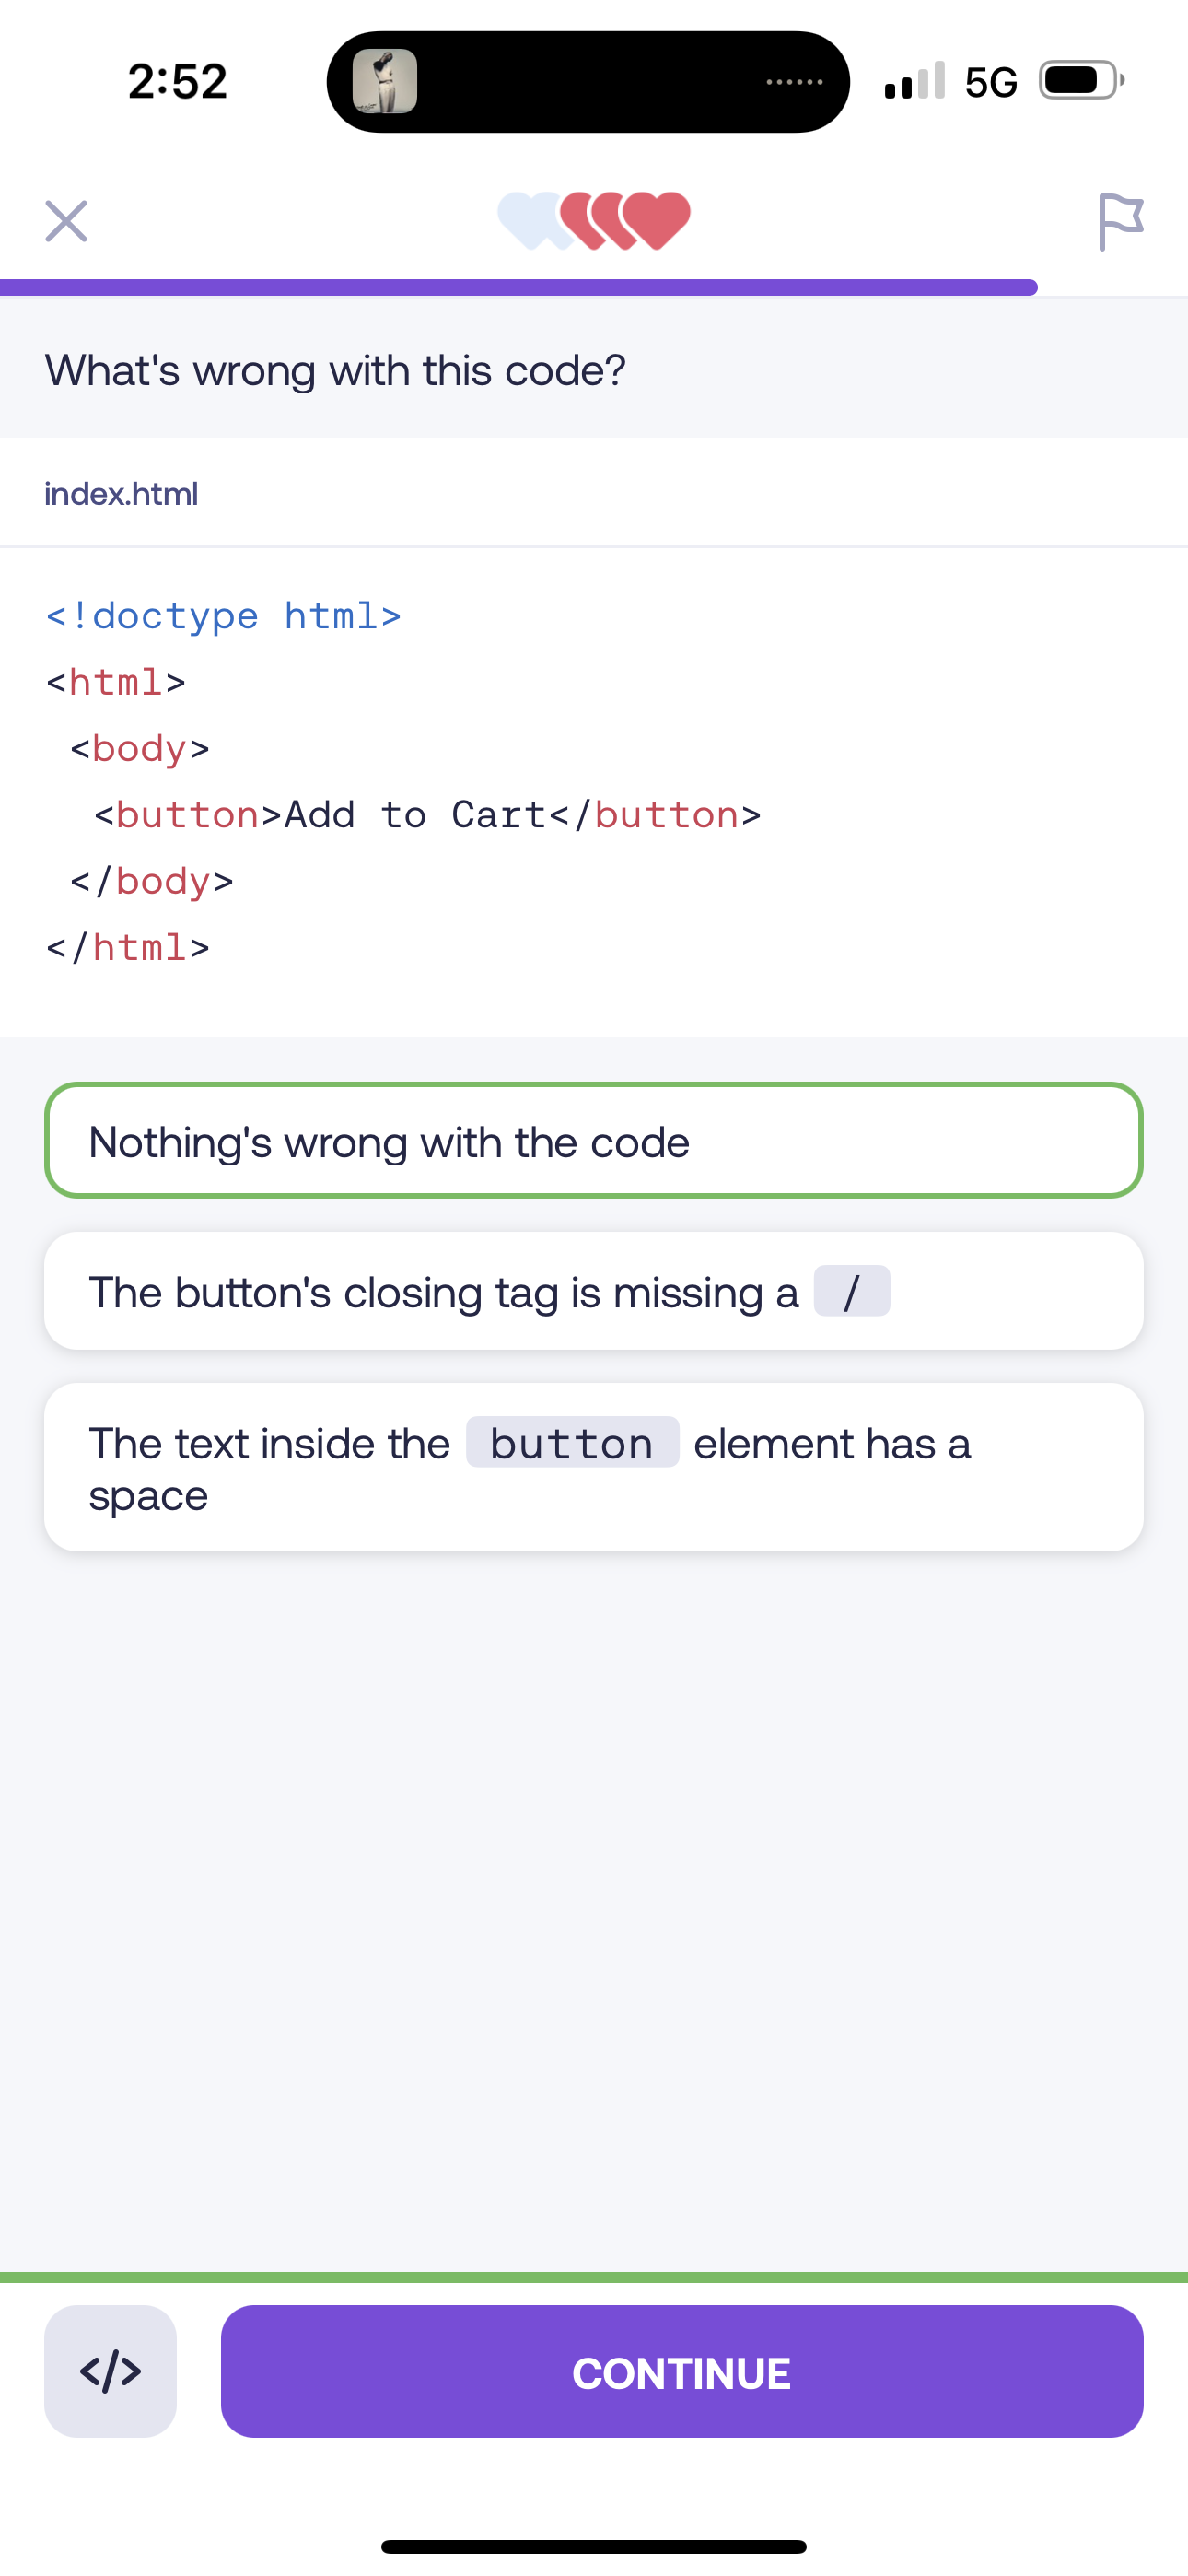 2:52
5G
What's wrong with this code?
index.html
<!doctype html>
<html>
<body>
<button>Add to Cart</button>
</body>
</html>
Nothing's wrong with the code
The button's closing tag is missing a /
The text inside the button element has a
space
</>
CONTINUE